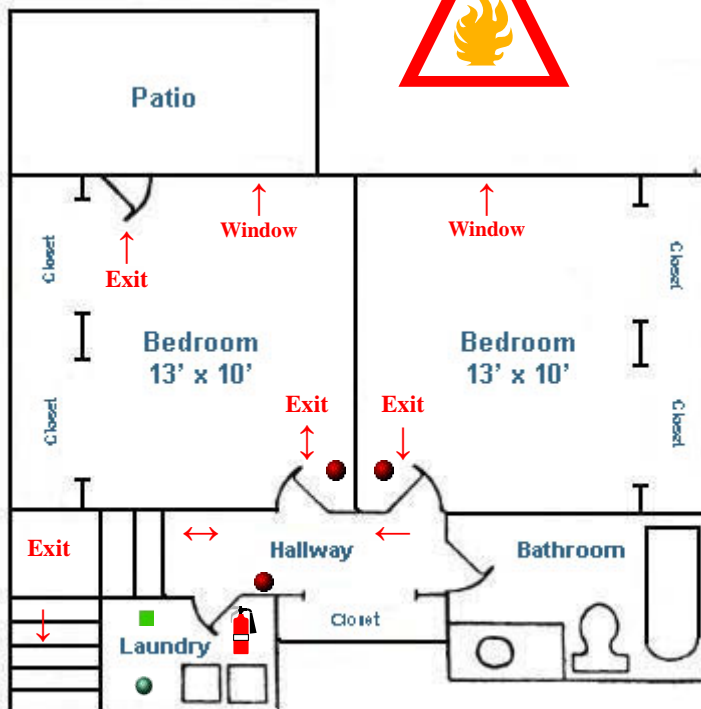 Patio
Window
Window
Exit
Closet
Closet
Bedroom
13' x 10'
Bedroom
13' x 10'
Exit
Exit
Closet
Closet
Exit
Hallway
Bathroom
Closet
Laundry